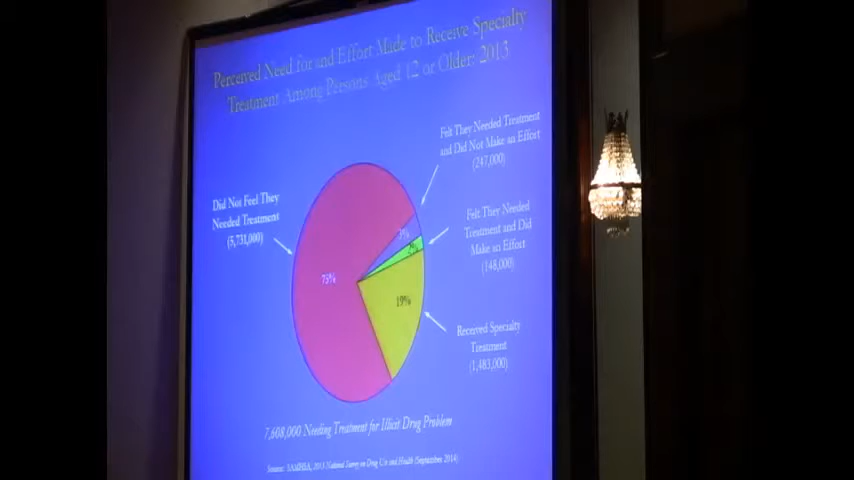 Perceived Need for and Effort Made to Receive Specialty
Treatment Among Persons Aged 12 or Older: 2013
Felt They Needed Treatment
and Did Not Make an Effort
(247,000)
Did Not Feel They
Needed Treatment
(5,731,000)
Felt They Needed
Treatment and Did
Make an Effort
(148,000)
3%
2%
75%
19%
Received Specialty
Treatment
(1,483,000)
7,608,000 Needing Treatment for Illicit Drug Problem
Source: SAMHSA, 2013 National Survey on Drug Use and Health (September 2014)